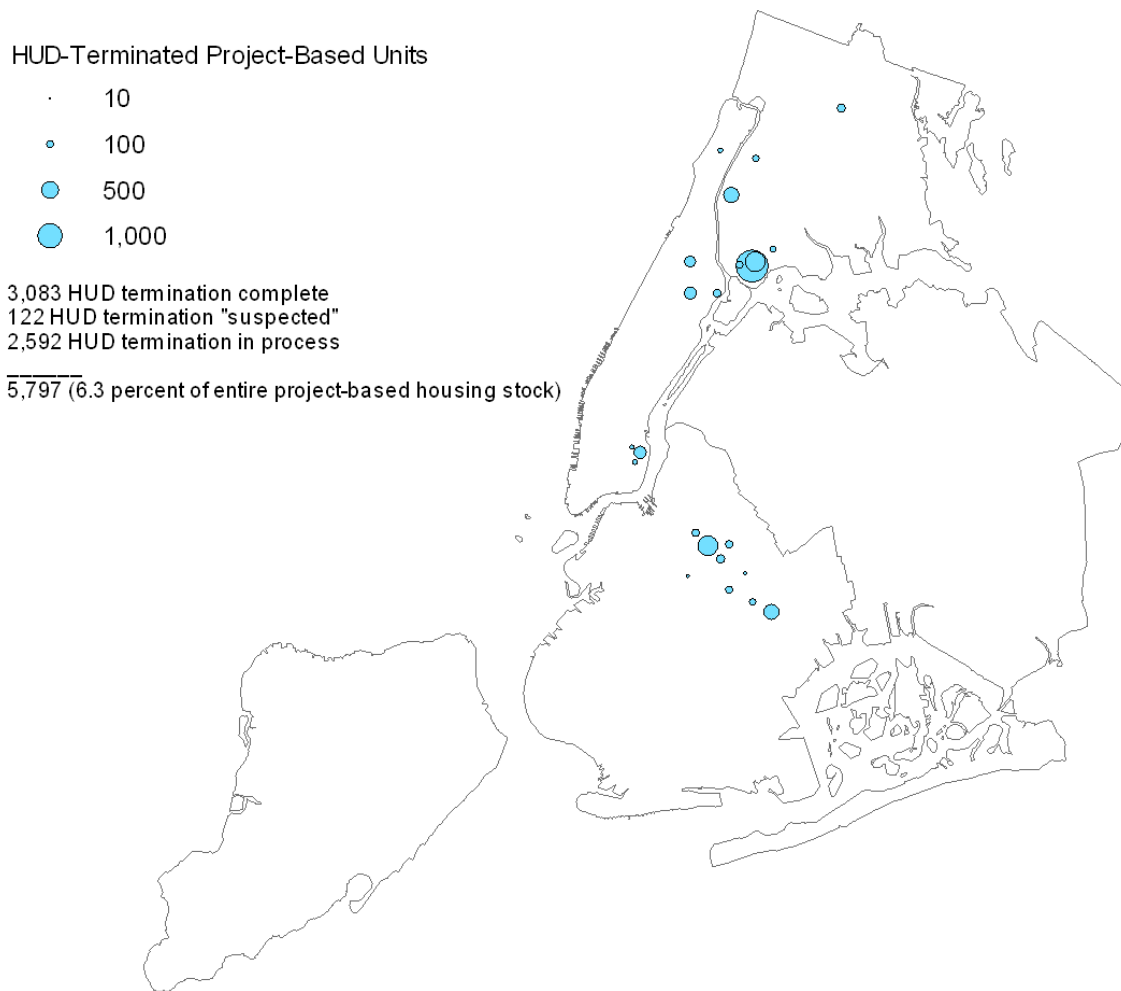 HUD-Terminated Project-Based Units
10
100
500
1,000
3,083 HUD termination complete
122 HUD termination "suspected"
2,592 HUD termination in process
______
5,797 (6.3 percent of entire project-based housing stock)